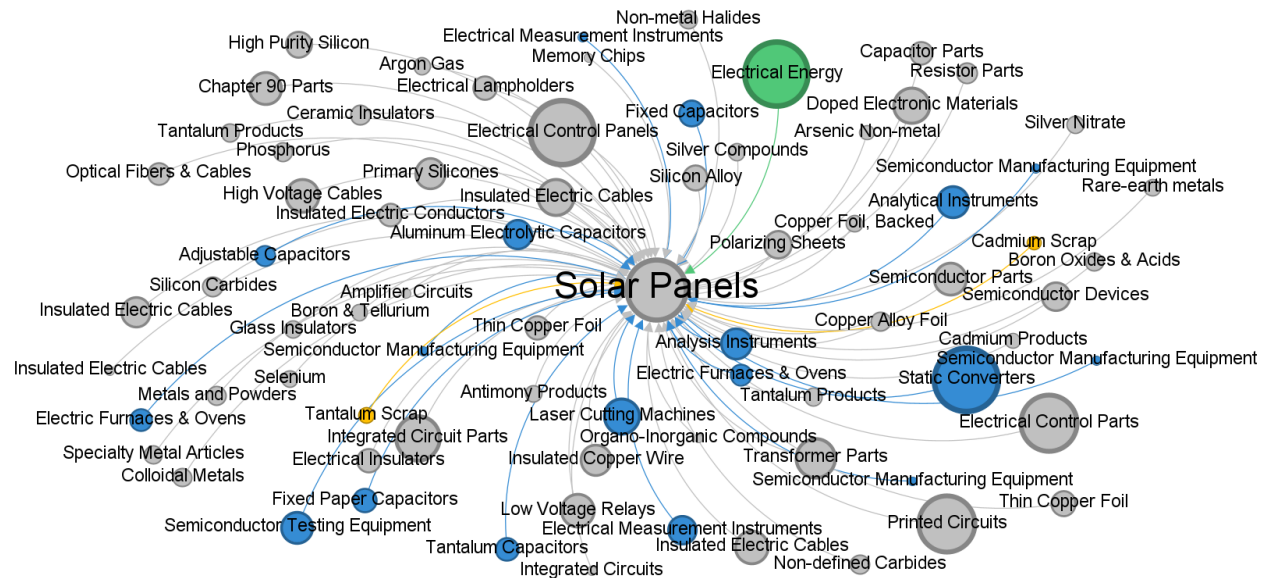 Non-metal Halides
Electrical Measurement Instruments
High Purity Silicon
Memory Chips
Capacitor Parts
Argon Gas
Electrical Energy
Resistor Parts
Chapter 90 Parts
Electrical Lampholders
Doped Electronic Materials
Ceramic Insulators
Fixed Capacitors
Silver Nitrate
Tantalum Products
Electrical Control Panels
Arsenic Non-metal
Phosphorus
Silver Compounds
Semiconductor Manufacturing Equipment
Optical Fibers & Cables
Primary Silicones
Silicon Alloy
Rare-earth metals
High Voltage Cables
Insulated Electric Cables
Analytical Instruments
Insulated Electric Conductors
Copper Foil, Backed
Aluminum Electrolytic Capacitors
Polarizing Sheets
Cadmium Scrap
Adjustable Capacitors
Boron Oxides & Acids
Silicon Carbides
Solar Panels
Semiconductor Parts
Amplifier Circuits
Semiconductor Devices
Insulated Electric Cables
Boron & Tellurium
Glass Insulators
Thin Copper Foil
Copper Alloy Foil
Semiconductor Manufacturing Equipment
Analysis Instruments
Cadmium Products
Semiconductor Manufacturing Equipment
Insulated Electric Cables
Selenium
Electric Furnaces & Ovens
Static Converters
Metals and Powders
Antimony Products
Tantalum Products
Electric Furnaces & Ovens
Tantalum Scrap
Laser Cutting Machines
Electrical Control Parts
Integrated Circuit Parts
Organo-Inorganic Compounds
Specialty Metal Articles
Electrical Insulators
Insulated Copper Wire
Transformer Parts
Colloidal Metals
Semiconductor Manufacturing Equipment
Fixed Paper Capacitors
Thin Copper Foil
Low Voltage Relays
Semiconductor Testing Equipment
Electrical Measurement Instruments
Printed Circuits
Tantalum Capacitors
Insulated Electric Cables
Integrated Circuits
Non-defined Carbides